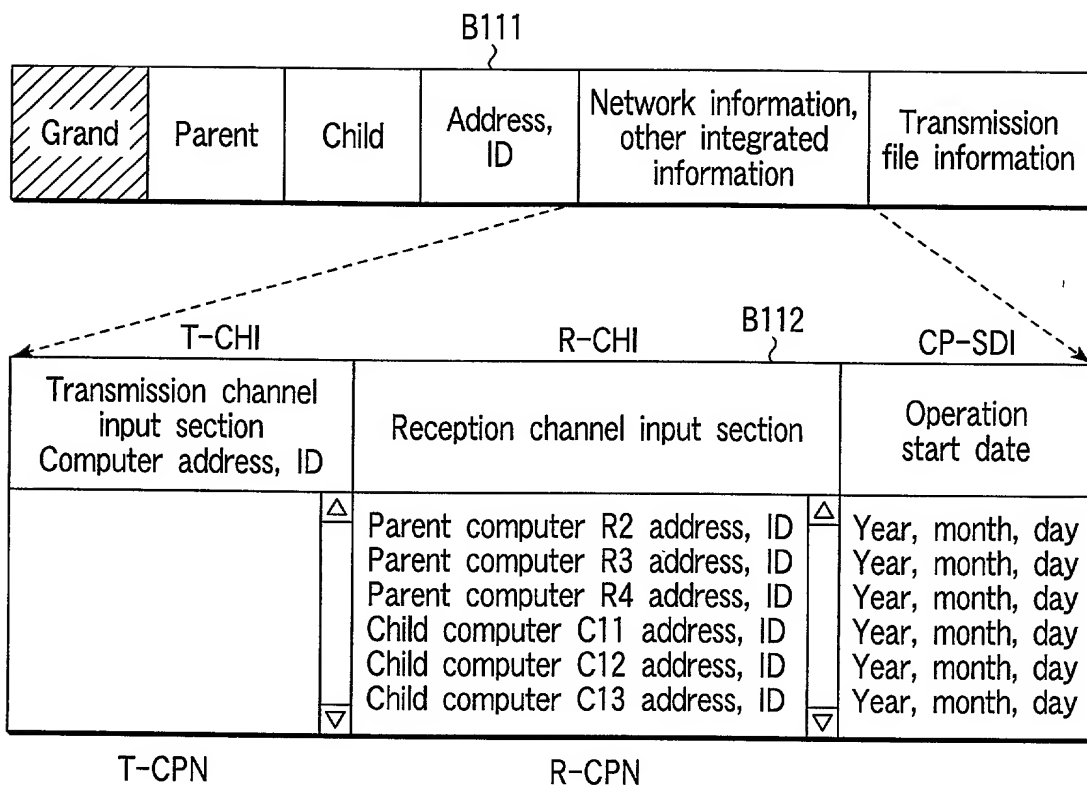 B111
Grand
Parent
Child
Address,
ID
Network information,
other integrated
information
Transmission
file information
T-CHI
R-CHI
B112
CP-SDI
Transmission channel
input section
Computer address, ID
Reception channel input section
Operation
start date
Parent computer R2 address, ID
Year, month, day
Parent computer R3 address, ID
Year, month, day
Parent computer R4 address, ID
Year, month, day
Child computer C11 address, ID
Year, month, day
Child computer C12 address, ID
Year, month, day
Child computer C13 address, ID
Year, month, day
T-CPN
R-CPN